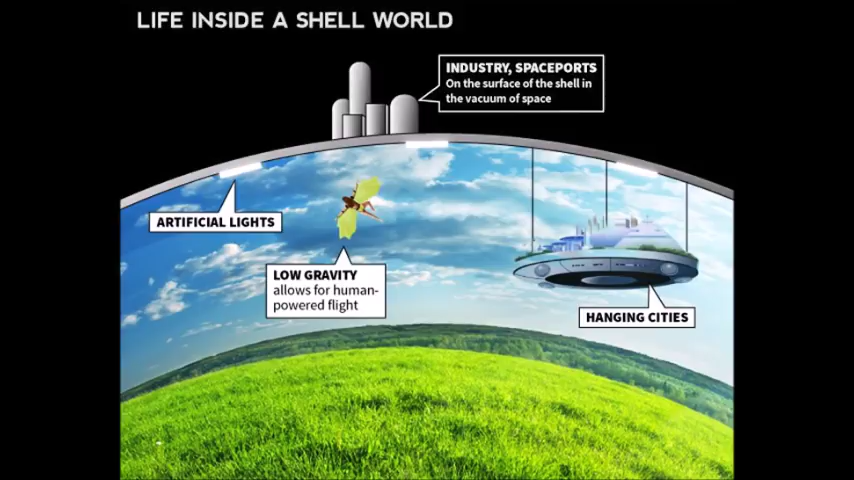 LIFE INSIDE A SHELL WORLD
INDUSTRY, SPACEPORTS
On the surface of the shell in
the vacuum of space
ARTIFICIAL LIGHTS
LOW GRAVITY
allows for human-
powered flight
HANGING CITIES